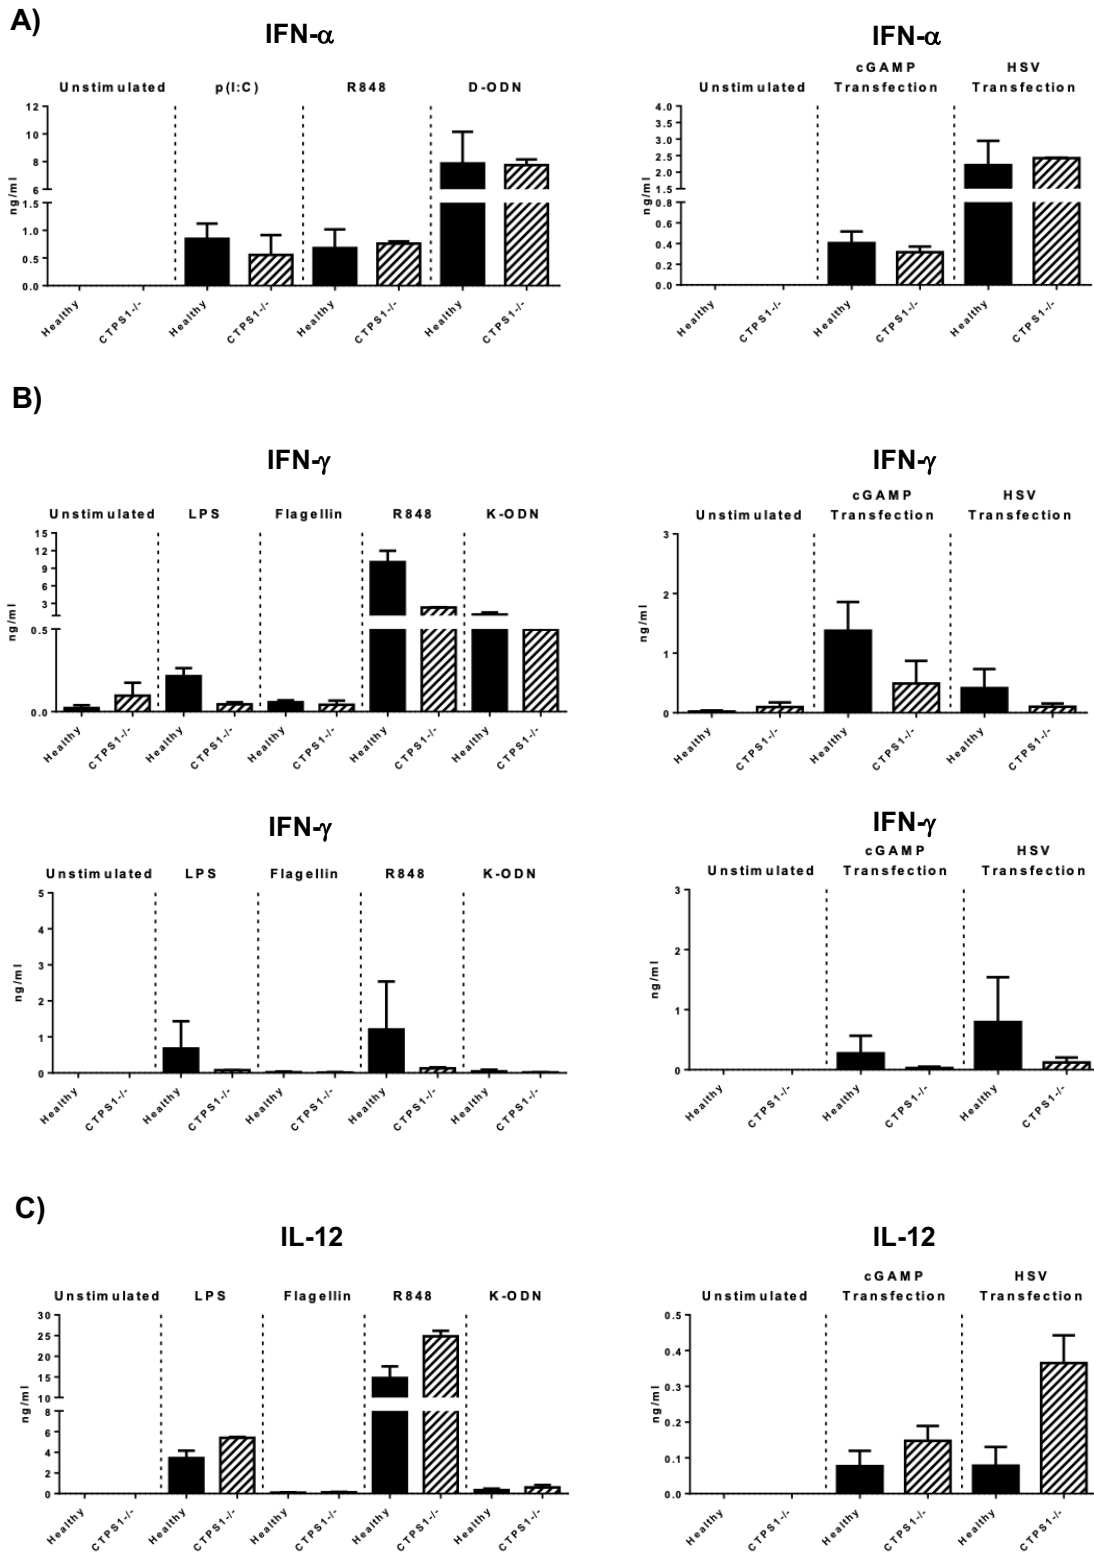 A)
IFN-α
Unstimulated p(I:C) R848 D-ODN
12
10
8
6
1.5
1.0
0.5
0.0
ng/ml
Healthy CTPS1-/- Healthy CTPS1-/- Healthy CTPS1-/- Healthy CTPS1-/-
IFN-α
cGAMP HSV
Unstimulated Transfection Transfection
4.0
3.5
3.0
2.5
2.0
1.5
0.8
0.6
0.4
0.2
0.0
ng/ml
Healthy CTPS1-/- Healthy CTPS1-/- Healthy CTPS1-/-
B)
IFN-γ
Unstimulated LPS Flagellin R848 K-ODN
15
12
9
6
3
0.5
0.0
ng/ml
Healthy CTPS1-/- Healthy CTPS1-/- Healthy CTPS1-/- Healthy CTPS1-/- Healthy CTPS1-/-
IFN-γ
cGAMP HSV
Unstimulated Transfection Transfection
3
2
1
0
ng/ml
Healthy CTPS1-/- Healthy CTPS1-/- Healthy CTPS1-/-
IFN-γ
Unstimulated LPS Flagellin R848 K-ODN
5
4
3
2
1
0
ng/ml
Healthy CTPS1-/- Healthy CTPS1-/- Healthy CTPS1-/- Healthy CTPS1-/- Healthy CTPS1-/-
IFN-γ
cGAMP HSV
Unstimulated Transfection Transfection
3
2
1
0
ng/ml
Healthy CTPS1-/- Healthy CTPS1-/- Healthy CTPS1-/-
C)
IL-12
Unstimulated LPS Flagellin R848 K-ODN
30
25
20
15
10
8
6
4
2
0
ng/ml
Healthy CTPS1-/- Healthy CTPS1-/- Healthy CTPS1-/- Healthy CTPS1-/- Healthy CTPS1-/-
IL-12
cGAMP HSV
Unstimulated Transfection Transfection
0.5
0.4
0.3
0.2
0.1
0.0
ng/ml
Healthy CTPS1-/- Healthy CTPS1-/- Healthy CTPS1-/-